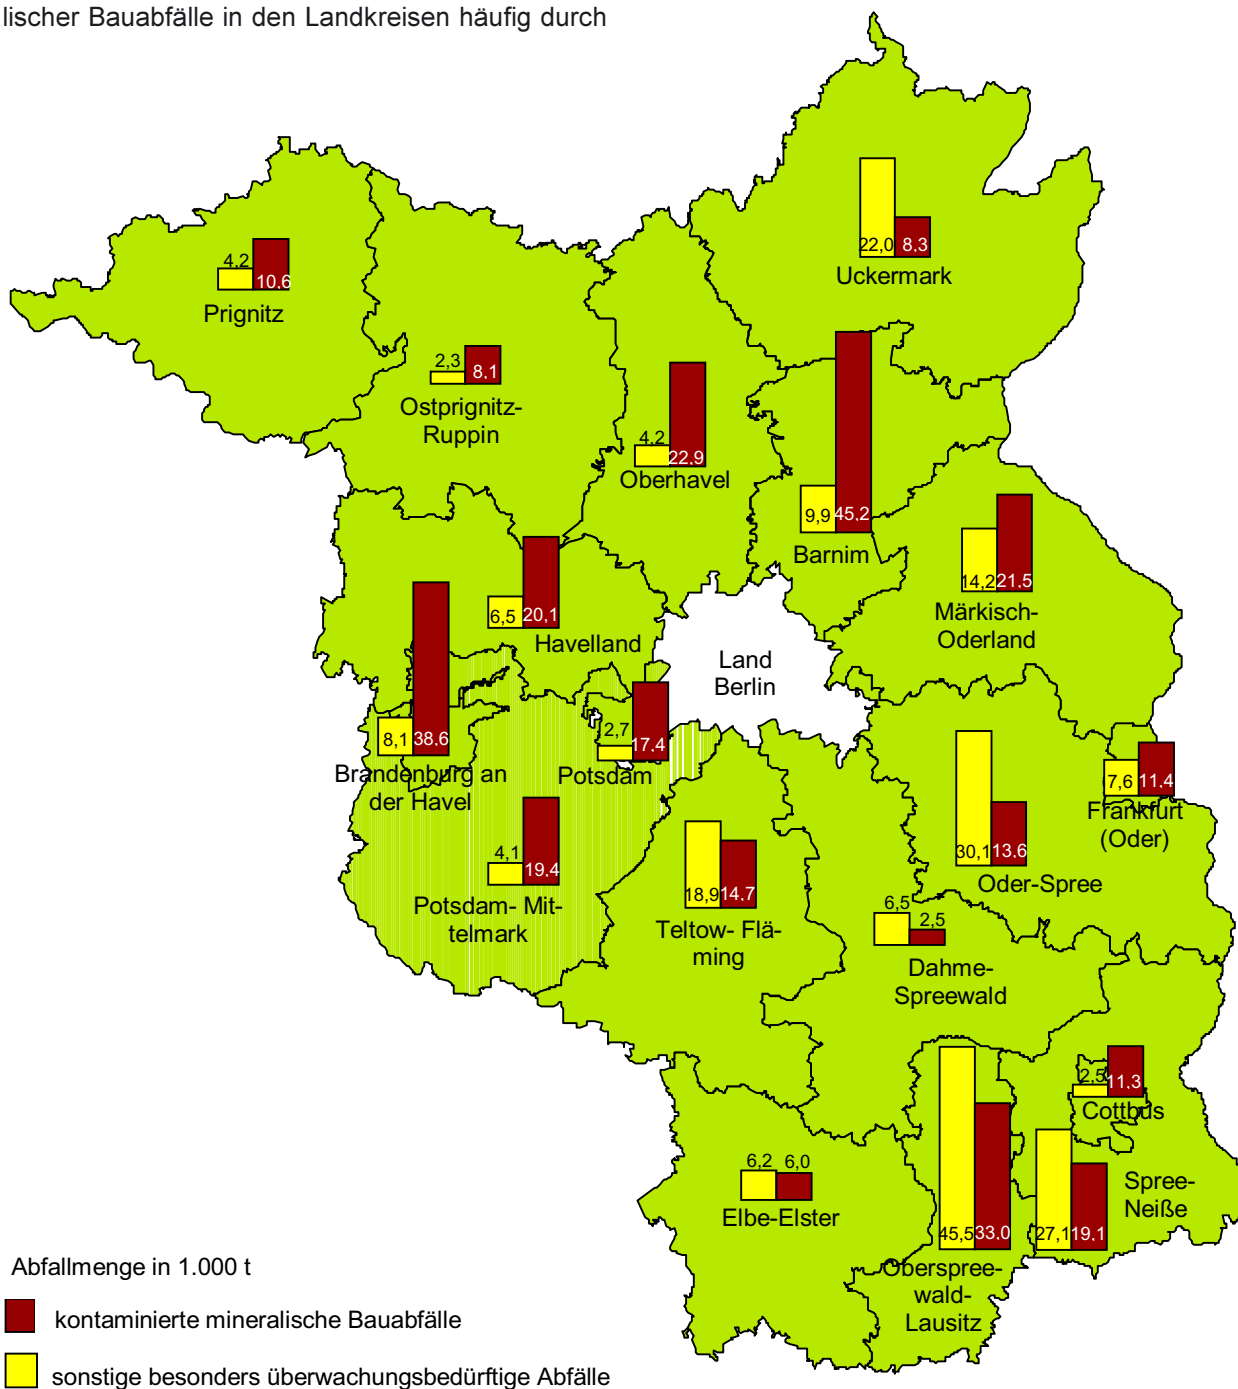 lischer Bauabfälle in den Landkreisen häufig durch
22,0 8,3
Uckermark
4,2
10,6
Prignitz
2,3
8,1
Ostprignitz-
Ruppin
4,2
22,9
Oberhavel
9,9 45,2
Barnim
14,2 21,5
Märkisch-
Oderland
6,5 20,1
Havelland
Land
Berlin
8,1 38,6
Brandenburg an
der Havel
2,7
17,4
Potsdam
7,6 11,4
Frankfurt
(Oder)
30,1 13,6
Oder-Spree
4,1
19,4
Potsdam- Mit-
telmark
18,9 14,7
Teltow- Flä-
ming
6,5
2,5
Dahme-
Spreewald
2,5 11,3
Cottbus
6,2 6,0
Elbe-Elster
45,5 33,0
Oberspree-
wald-
Lausitz
27,1 19,1
Spree-
Neiße
Abfallmenge in 1.000 t
kontaminierte mineralische Bauabfälle
sonstige besonders überwachungsbedürftige Abfälle